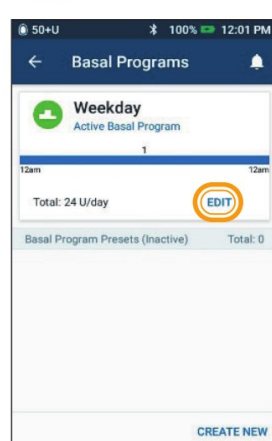 50+U 100% 12:01 PM
Basal Programs
Weekday
Active Basal Program
1
12am 12am
Total: 24 U/day EDIT
Basal Program Presets (Inactive) Total: 0
CREATE NEW